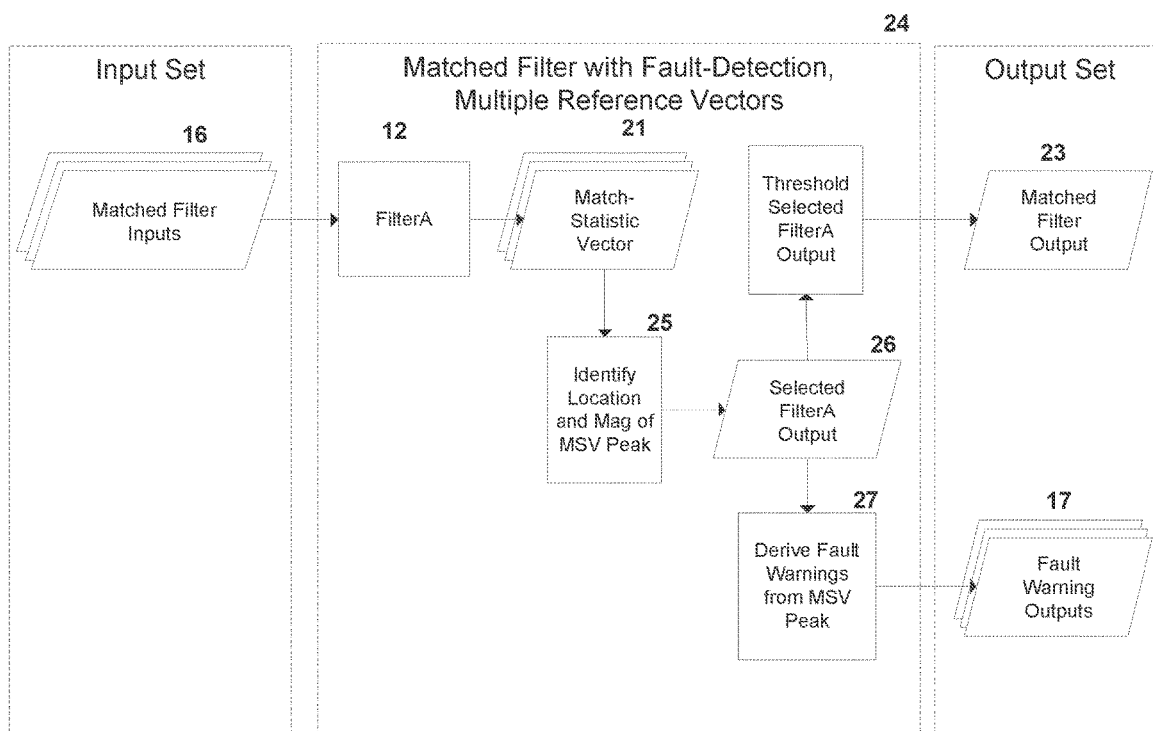 24
Input Set
Matched Filter with Fault-Detection,
Multiple Reference Vectors
Output Set
16
Matched Filter
Inputs
12
FilterA
21
Match-
Statistic
Vector
Threshold
Selected
FilterA
Output
23
Matched
Filter
Output
25
Identify
Location
and Mag of
MSV Peak
26
Selected
FilterA
Output
27
Derive Fault
Warnings
from MSV
Peak
17
Fault
Warning
Outputs